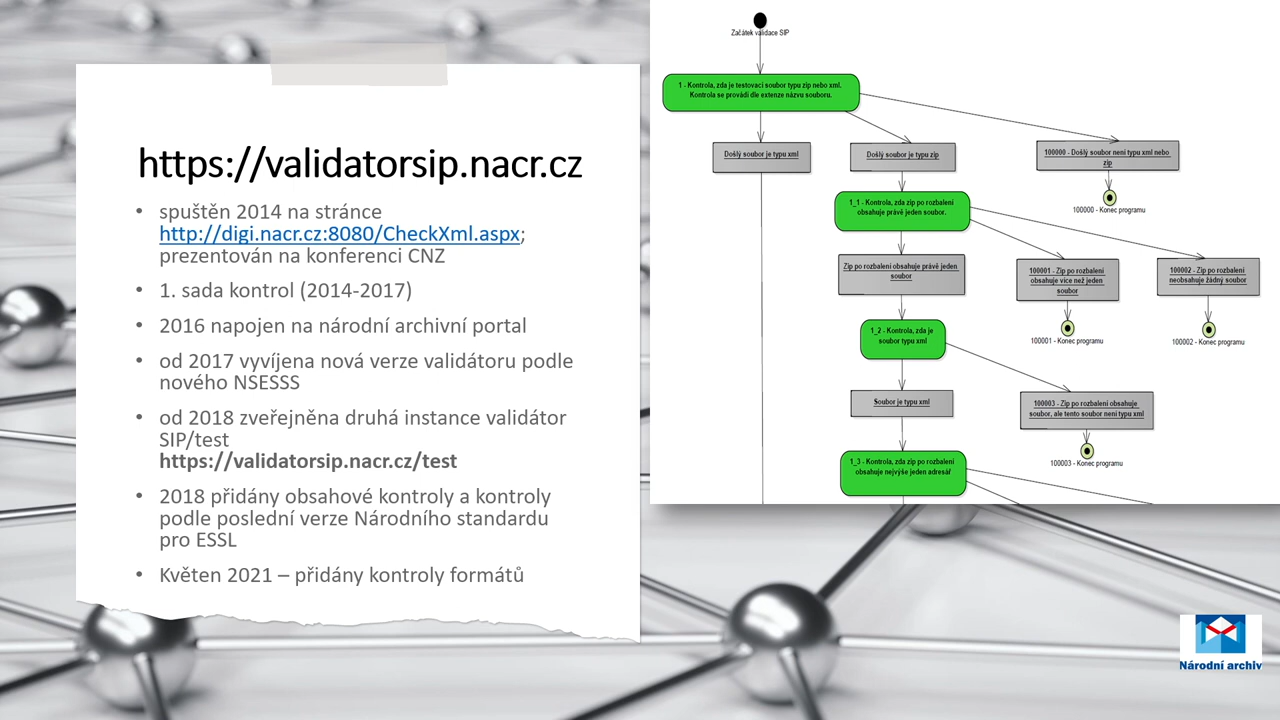 https://validatorsip.nacr.cz
• spuštěn 2014 na stránce
http://digi.nacr.cz:8080/CheckXml.aspx;
prezentován na konferenci CNZ
• 1. sada kontrol (2014-2017)
• 2016 napojen na národní archivní portal
• od 2017 vyvíjena nová verze validátoru podle
nového NSESSS
• od 2018 zveřejněna druhá instance validátor
SIP/test
https://validatorsip.nacr.cz/test
• 2018 přidány obsahové kontroly a kontroly
podle poslední verze Národního standardu
pro ESSL
• Květen 2021 – přidány kontroly formátů
Začátek validace SIP
1 - Kontrola, zda je testovací soubor typu zip nebo xml.
Kontrola se provádí dle extenze názvu souboru.
Došlý soubor je typu xml
Došlý soubor je typu zip
100000 - Došlý soubor není typu xml nebo
zip
100000 - Konec programu
1_1 - Kontrola, zda zip po rozbalení
obsahuje právě jeden soubor.
Zip po rozbalení obsahuje právě jeden
soubor
100001 - Zip po rozbalení
obsahuje více než jeden
soubor
100002 - Zip po rozbalení
neobsahuje žádný soubor
100001 - Konec programu
100002 - Konec programu
1_2 - Kontrola, zda je
soubor typu xml
Soubor je typu xml
100003 - Zip po rozbalení obsahuje
soubor, ale tento soubor není typu xml
100003 - Konec programu
1_3 - Kontrola, zda zip po rozbalení
obsahuje nejvýše jeden adresář
Národní archiv